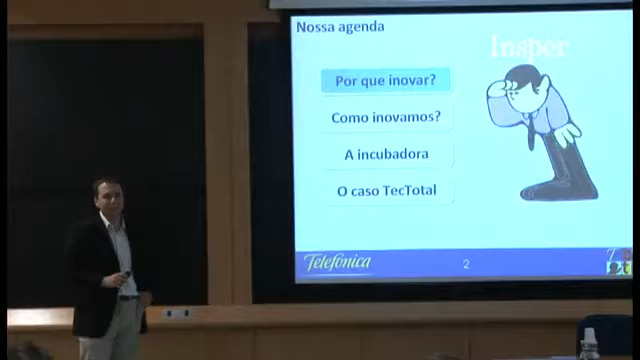 Nossa agenda
Insper
Por que inovar?
Como inovamos?
A incubadora
O caso TecTotal
Telefónica
2